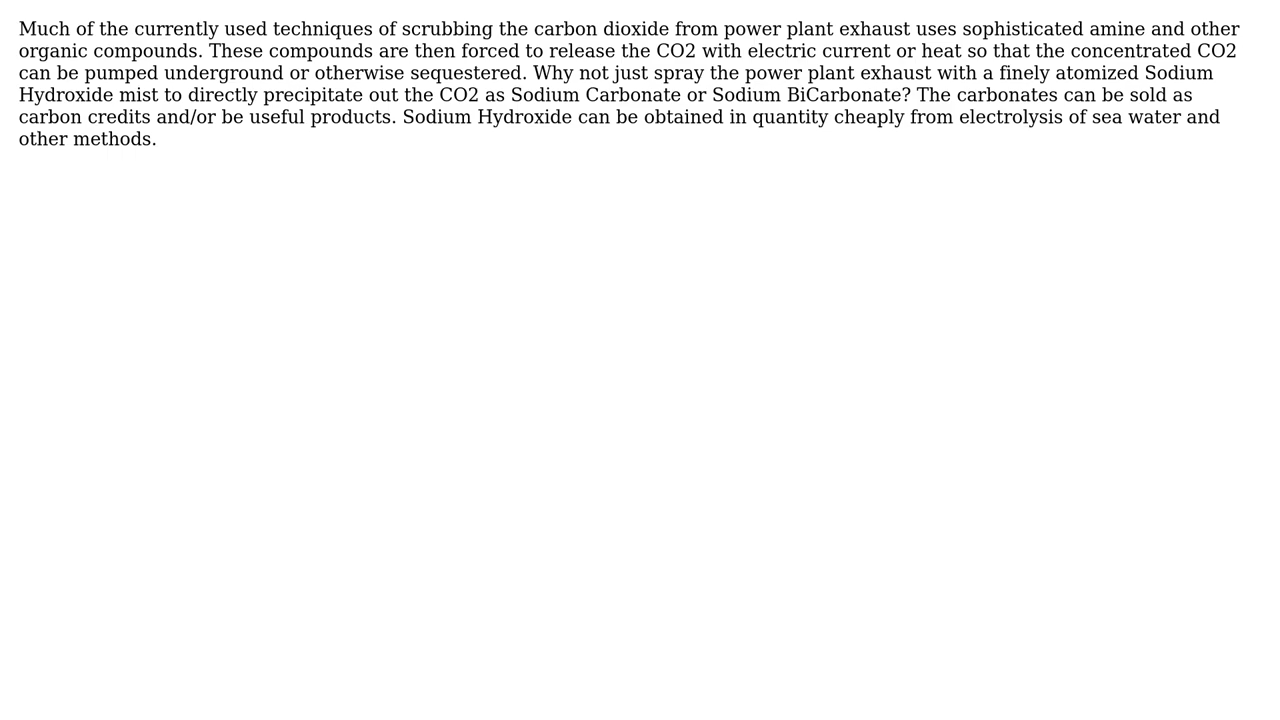 Much of the currently used techniques of scrubbing the carbon dioxide from power plant exhaust uses sophisticated amine and other
organic compounds. These compounds are then forced to release the CO2 with electric current or heat so that the concentrated CO2
can be pumped underground or otherwise sequestered. Why not just spray the power plant exhaust with a finely atomized Sodium
Hydroxide mist to directly precipitate out the CO2 as Sodium Carbonate or Sodium BiCarbonate? The carbonates can be sold as
carbon credits and/or be useful products. Sodium Hydroxide can be obtained in quantity cheaply from electrolysis of sea water and
other methods.